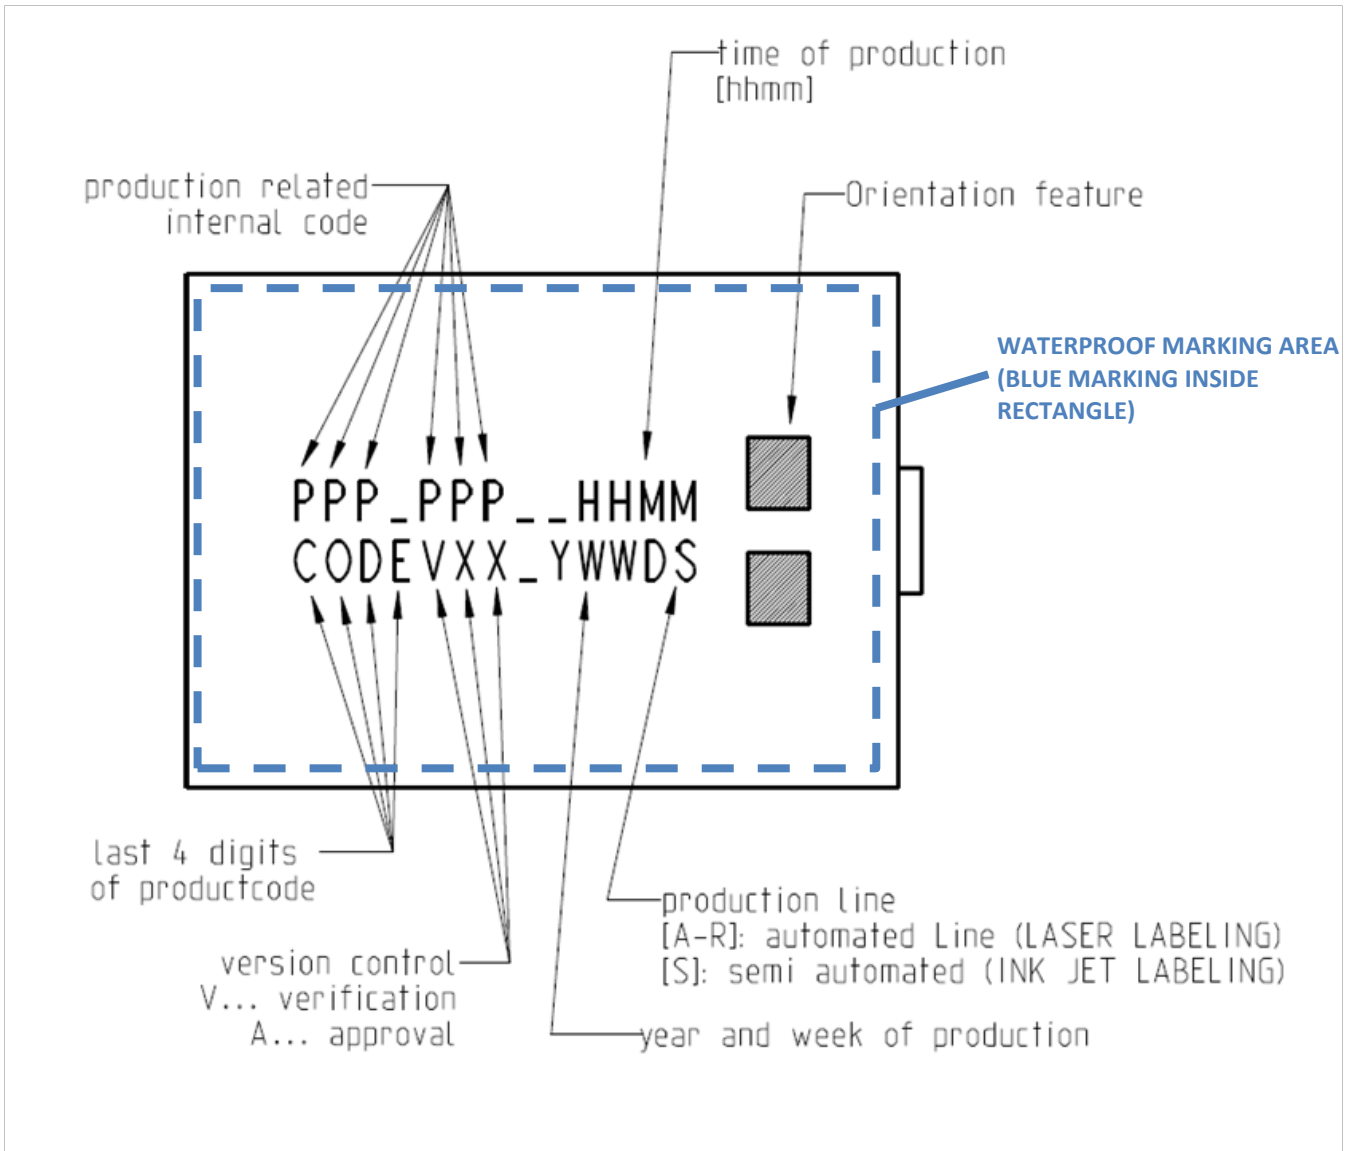 time of production
[hhmm]
production related
internal code
Orientation feature
WATERPROOF MARKING AREA
(BLUE MARKING INSIDE
RECTANGLE)
PPP_PPP__HHMM
CODEVXX_YWWDS
last 4 digits
of productcode
production line
[A-R]: automated Line (LASER LABELING)
[S]: semi automated (INK JET LABELING)
version control
V... verification
A... approval
year and week of production